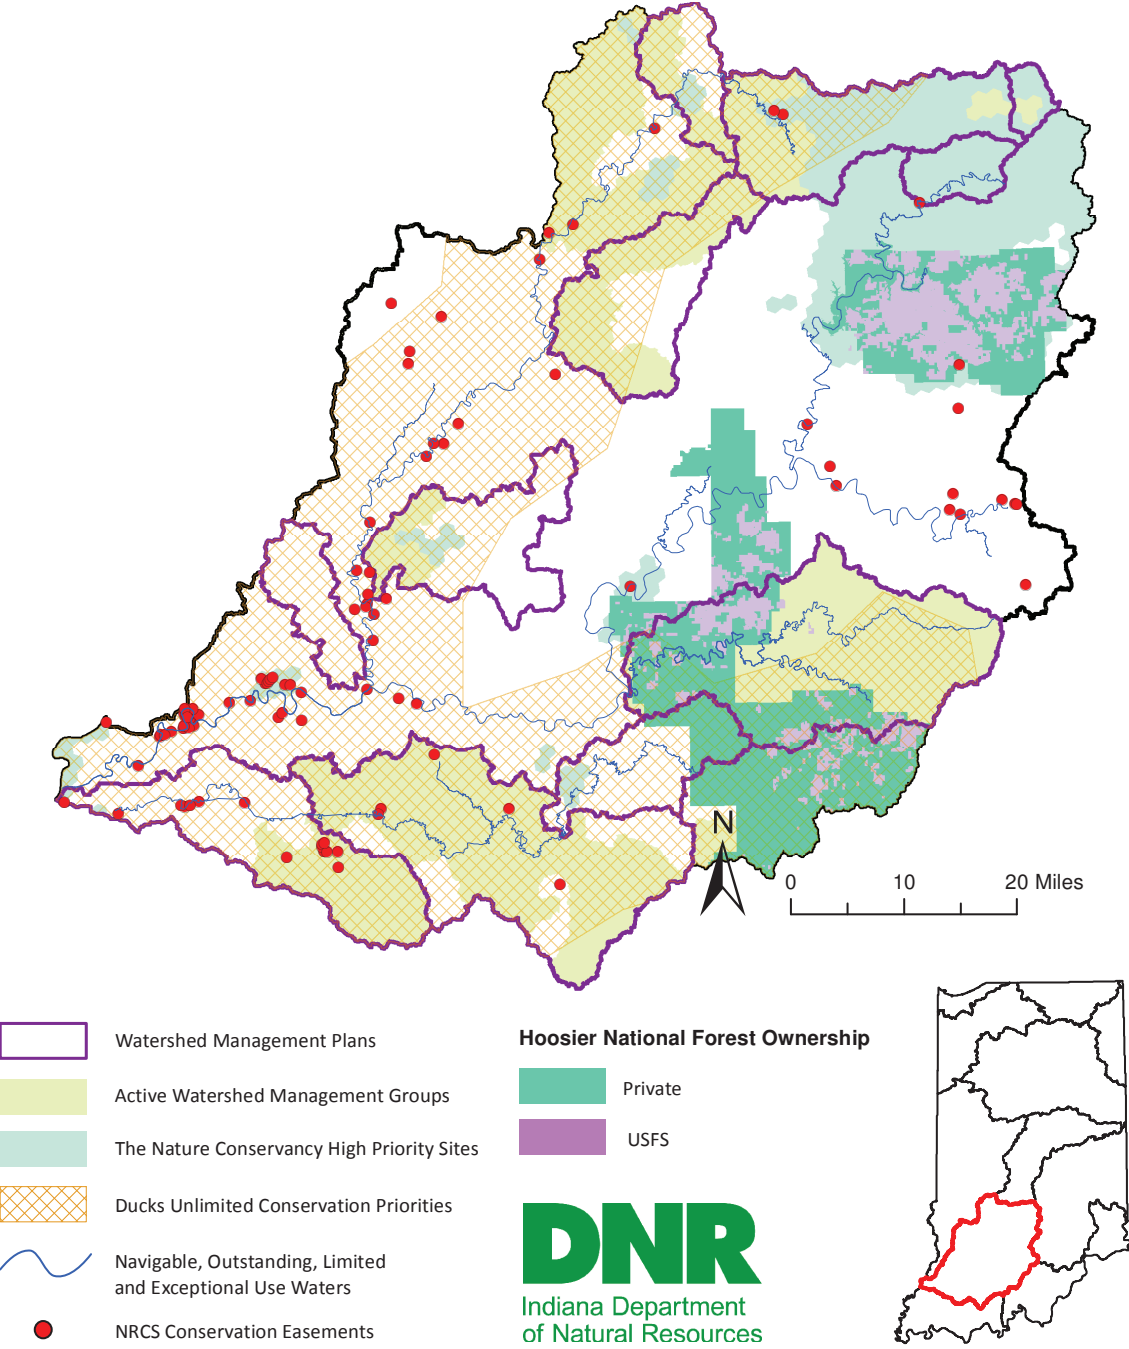 N
0 10 20 Miles
Watershed Management Plans
Active Watershed Management Groups
The Nature Conservancy High Priority Sites
Ducks Unlimited Conservation Priorities
Navigable, Outstanding, Limited
and Exceptional Use Waters
NRCS Conservation Easements
Hoosier National Forest Ownership
Private
USFS
DNR
Indiana Department
of Natural Resources